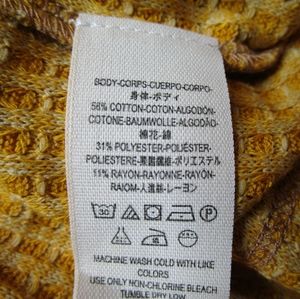 BODY-CORPS-CUERPO-CORPO-
身体-ボディ
58% COTTON-COTON-ALGODÓN-
COTONE-BAUMWOLLE-ALGODÃO-
棉花-綿
31% POLYESTER-POLIÉSTER-
POLIESTERE-聚酯纖維-ポリエステル
11% RAYON-RAYONNE-RAYÓN-
RAIOM-人造絲-レーヨン
30
P
MACHINE WASH COLD WITH LIKE
COLORS
USE ONLY NON-CHLORINE BLEACH
TUMBLE DRY LOW